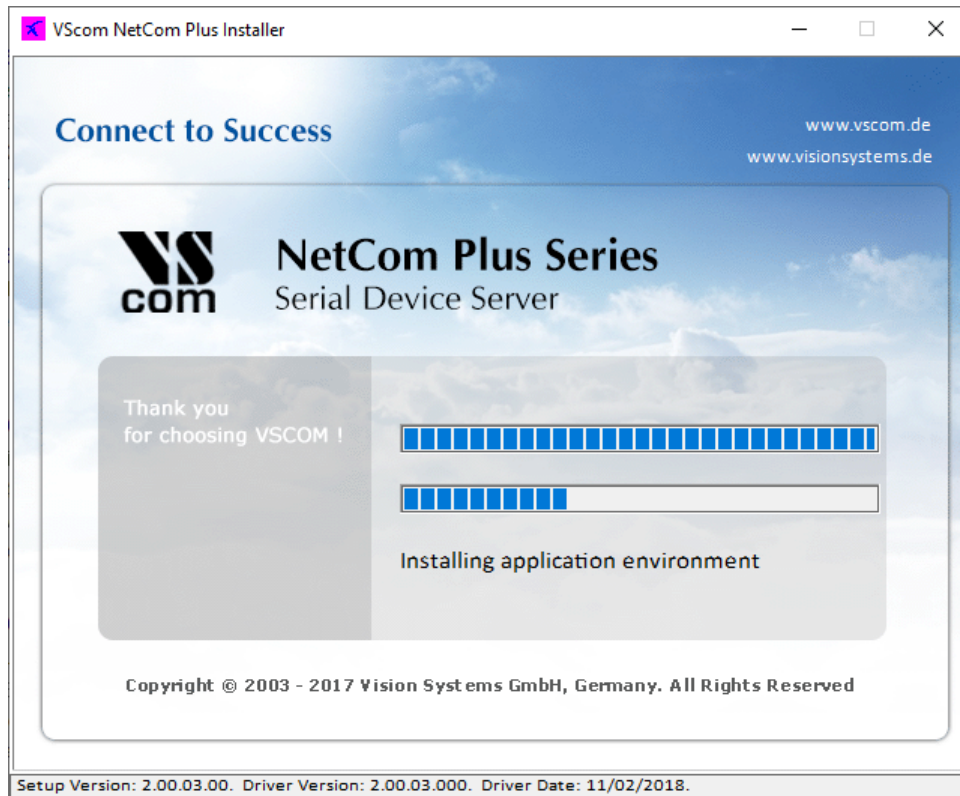 VScom NetCom Plus Installer
Connect to Success
www.vscom.de
www.visionsystems.de
VS
com
NetCom Plus Series
Serial Device Server
Thank you
for choosing VSCOM !
Installing application environment
Copyright © 2003 - 2017 Vision Systems GmbH, Germany. All Rights Reserved
Setup Version: 2.00.03.00. Driver Version: 2.00.03.000. Driver Date: 11/02/2018.